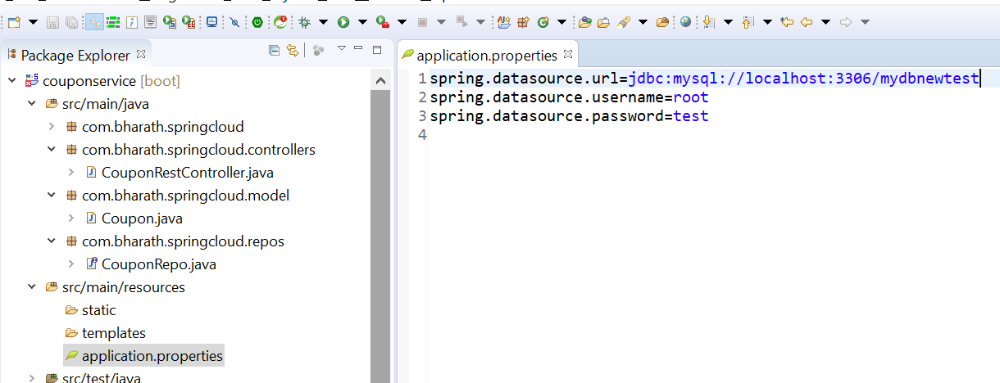 Package Explorer
couponservice [boot]
src/main/java
com.bharath.springcloud
com.bharath.springcloud.controllers
CouponRestController.java
com.bharath.springcloud.model
Coupon.java
com.bharath.springcloud.repos
CouponRepo.java
src/main/resources
static
templates
application.properties
src/test/java
application.properties
1 spring.datasource.url=jdbc:mysql://localhost:3306/mydbnewtest
2 spring.datasource.username=root
3 spring.datasource.password=test
4